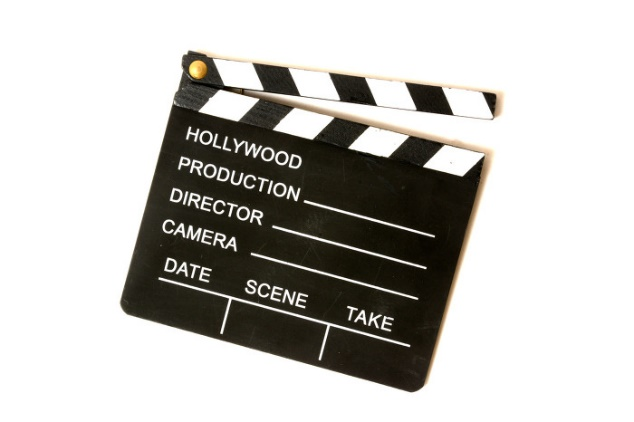 HOLLYWOOD
PRODUCTION
DIRECTOR
CAMERA
DATE SCENE TAKE